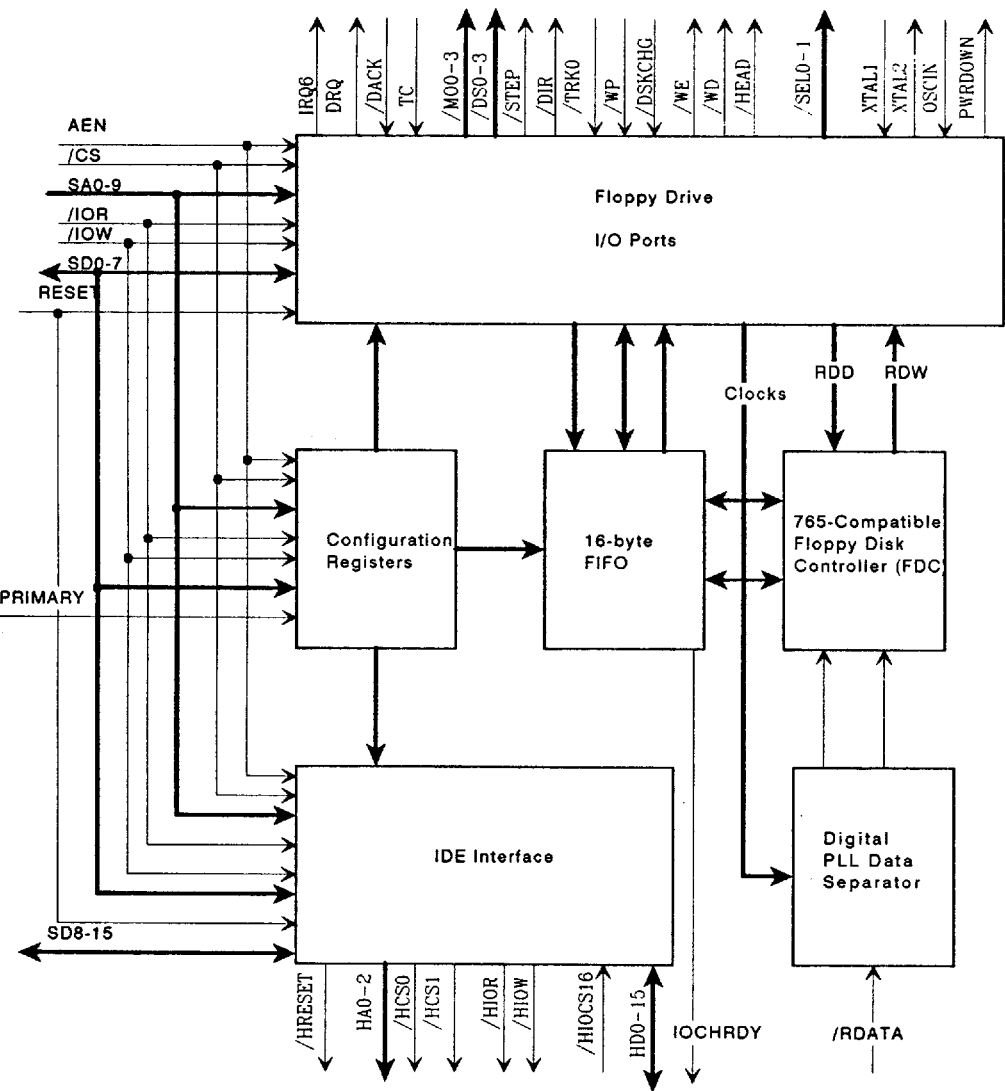 IRQ6
DRQ
/DACK
TC
/MO0-3
/DS0-3
/STEP
/DIR
/TRK0
/WP
/DSKCHG
/WE
/WD
/HEAD
/SEL0-1
XTAL1
XTAL2
OSCIN
PWRDOWN
AEN
/CS
SA0-9
/IOR
/IOW
SD0-7
RESET
Floppy Drive
I/O Ports
Clocks
RDD
RDW
Configuration
Registers
16-byte
FIFO
765-Compatible
Floppy Disk
Controller (FDC)
PRIMARY
IDE Interface
Digital
PLL Data
Separator
SD8-15
/HRESET
HA0-2
/HCS0
/HCS1
/HIOR
/HIOW
/HIOCS16
HD0-15
IOCHRDY
/RDATA